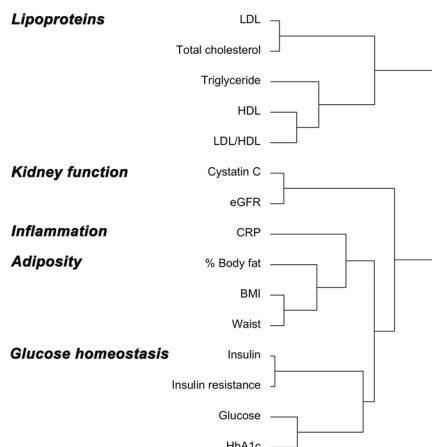 Lipoproteins LDL
Total cholesterol
Triglyceride
HDL
LDL/HDL
Kidney function Cystatin C
eGFR
Inflammation CRP
Adiposity % Body fat
BMI
Waist
Glucose homeostasis Insulin
Insulin resistance
Glucose
HbA1c